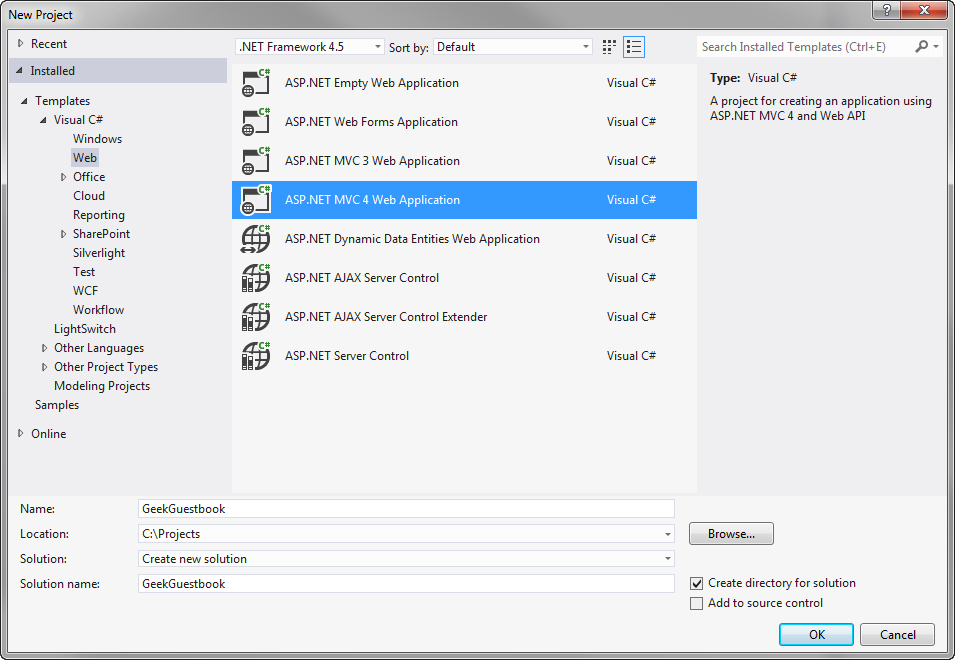 New Project
?
Recent
Installed
Templates
Visual C#
Windows
Web
Office
Cloud
Reporting
SharePoint
Silverlight
Test
WCF
Workflow
LightSwitch
Other Languages
Other Project Types
Modeling Projects
Samples
Online
.NET Framework 4.5 Sort by: Default
C# ASP.NET Empty Web Application Visual C#
C# ASP.NET Web Forms Application Visual C#
C# ASP.NET MVC 3 Web Application Visual C#
C# ASP.NET MVC 4 Web Application Visual C#
C# ASP.NET Dynamic Data Entities Web Application Visual C#
C# ASP.NET AJAX Server Control Visual C#
C# ASP.NET AJAX Server Control Extender Visual C#
C# ASP.NET Server Control Visual C#
Search Installed Templates (Ctrl+E)
Type: Visual C#
A project for creating an application using
ASP.NET MVC 4 and Web API
Name: GeekGuestbook
Location: C:\Projects Browse...
Solution: Create new solution
Solution name: GeekGuestbook
Create directory for solution
Add to source control
OK Cancel